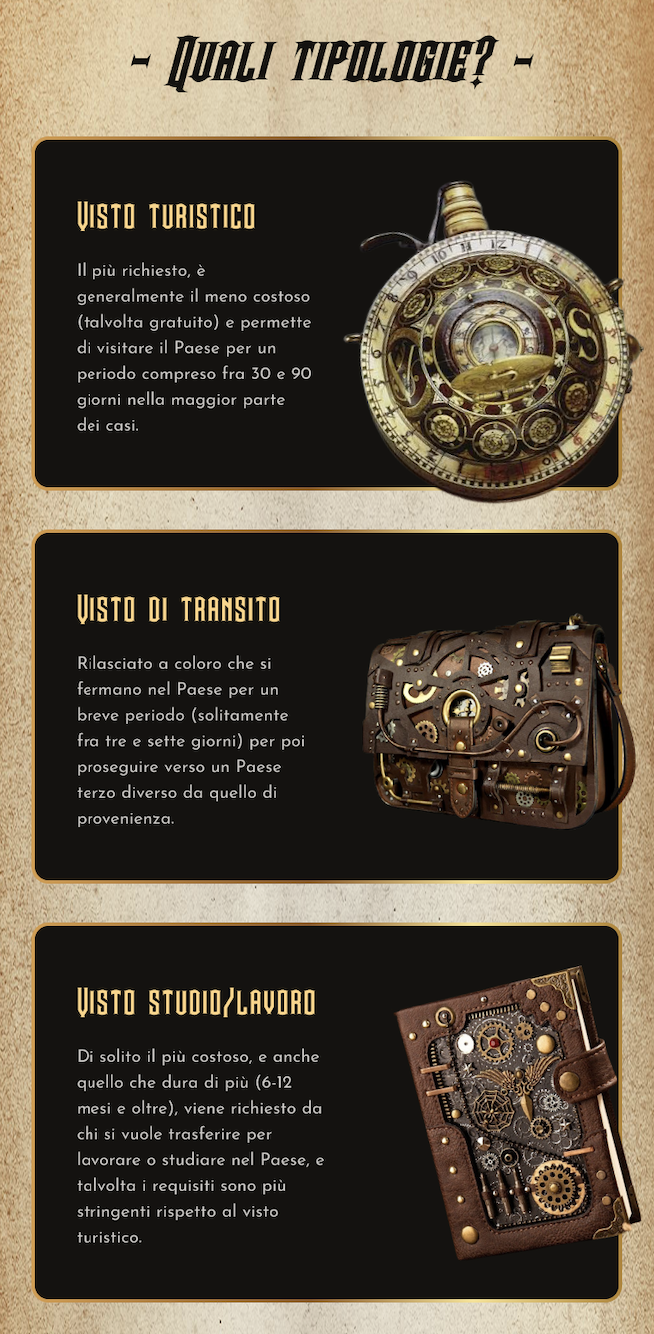 - Quali tipologie? -
Visto turistico
Il più richiesto, è
generalmente il meno costoso
(talvolta gratuito) e permette
di visitare il Paese per un
periodo compreso fra 30 e 90
giorni nella maggior parte
dei casi.
Visto di transito
Rilasciato a coloro che si
fermano nel Paese per un
breve periodo (solitamente
fra tre e sette giorni) per poi
proseguire verso un Paese
terzo diverso da quello di
provenienza.
Visto studio/lavoro
Di solito il più costoso, e anche
quello che dura di più (6-12
mesi e oltre), viene richiesto da
chi si vuole trasferire per
lavorare o studiare nel Paese, e
talvolta i requisiti sono più
stringenti rispetto al visto
turistico.